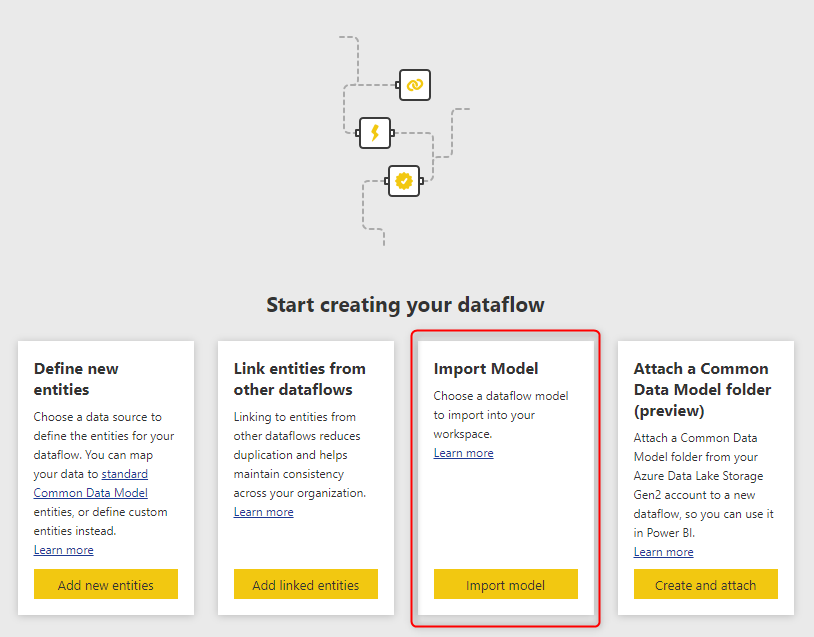 Start creating your dataflow
Define new
entities
Choose a data source to
define the entities for your
dataflow. You can map
your data to standard
Common Data Model
entities, or define custom
entities instead.
Learn more
Add new entities
Link entities from
other dataflows
Linking to entities from
other dataflows reduces
duplication and helps
maintain consistency
across your organization.
Learn more
Add linked entities
Import Model
Choose a dataflow model
to import into your
workspace.
Learn more
Import model
Attach a Common
Data Model folder
(preview)
Attach a Common Data
Model folder from your
Azure Data Lake Storage
Gen2 account to a new
dataflow, so you can use it
in Power BI.
Learn more
Create and attach